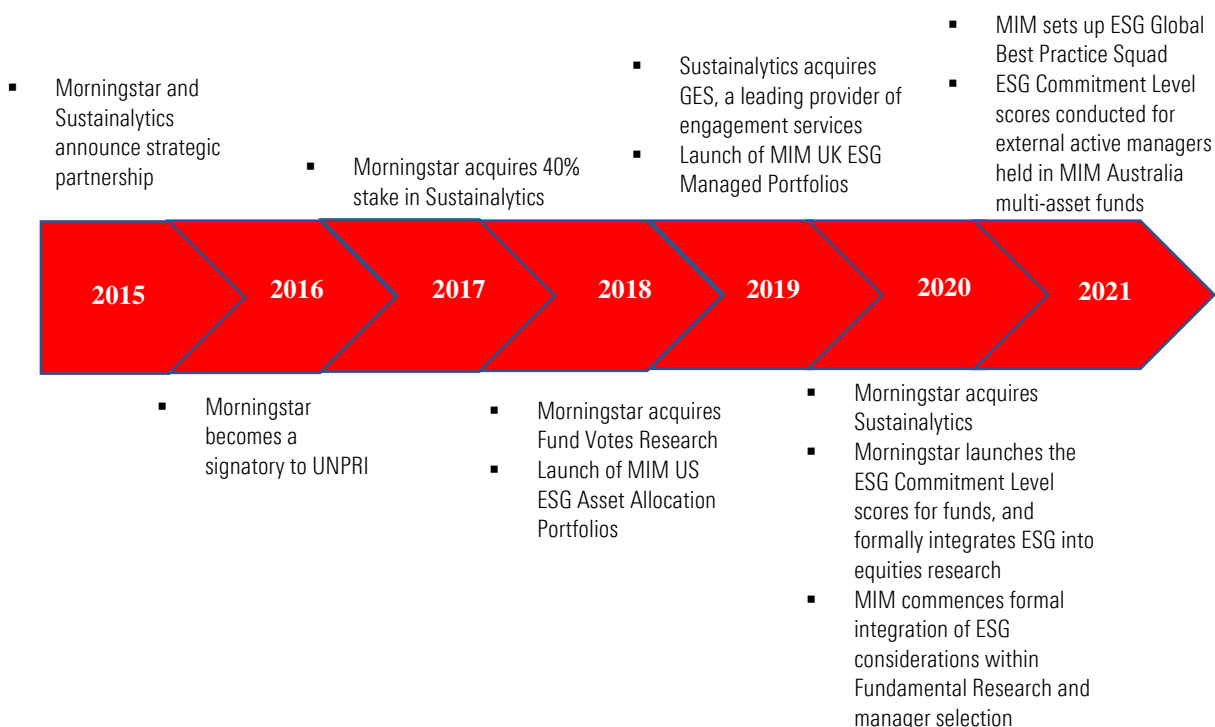 ▪ Morningstar and
Sustainalytics
announce strategic
partnership
▪ Morningstar acquires 40%
stake in Sustainalytics
▪ Sustainalytics acquires
GES, a leading provider of
engagement services
▪ Launch of MIM UK ESG
Managed Portfolios
▪ MIM sets up ESG Global
Best Practice Squad
▪ ESG Commitment Level
scores conducted for
external active managers
held in MIM Australia
multi-asset funds
2015
2016
2017
2018
2019
2020
2021
▪ Morningstar
becomes a
signatory to UNPRI
▪ Morningstar acquires
Fund Votes Research
▪ Launch of MIM US
ESG Asset Allocation
Portfolios
▪ Morningstar acquires
Sustainalytics
▪ Morningstar launches the
ESG Commitment Level
scores for funds, and
formally integrates ESG into
equities research
▪ MIM commences formal
integration of ESG
considerations within
Fundamental Research and
manager selection